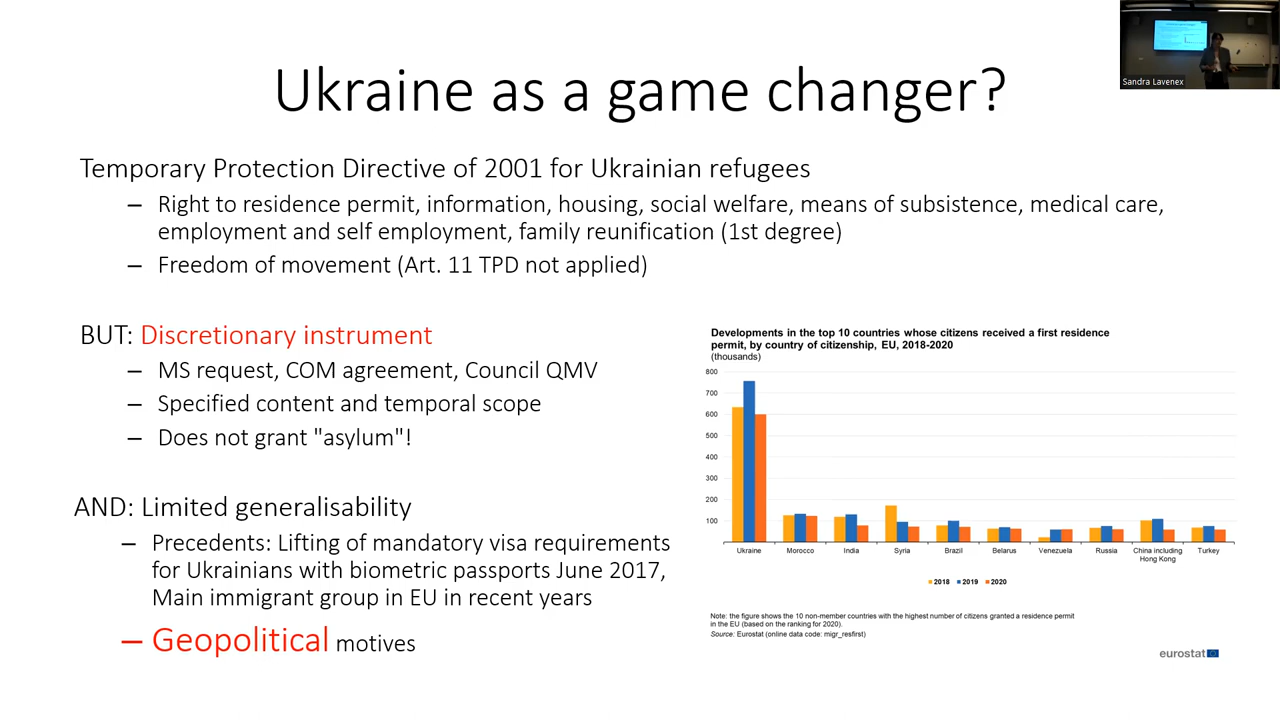 Ukraine as a game changer?
Sandra Lavenex
Temporary Protection Directive of 2001 for Ukrainian refugees
– Right to residence permit, information, housing, social welfare, means of subsistence, medical care,
employment and self employment, family reunification (1st degree)
– Freedom of movement (Art. 11 TPD not applied)
BUT: Discretionary instrument
– MS request, COM agreement, Council QMV
– Specified content and temporal scope
– Does not grant "asylum"!
AND: Limited generalisability
– Precedents: Lifting of mandatory visa requirements
for Ukrainians with biometric passports June 2017,
Main immigrant group in EU in recent years
– Geopolitical motives
Developments in the top 10 countries whose citizens received a first residence
permit, by country of citizenship, EU, 2018-2020
(thousands)
800
700
600
500
400
300
200
100
Ukraine Morocco India Syria Brazil Belarus Venezuela Russia China including Turkey
Hong Kong
2018 2019 2020
Note: the figure shows the 10 non-member countries with the highest number of citizens granted a residence permit
in the EU (based on the ranking for 2020).
Source: Eurostat (online data code: migr_resfirst)
eurostat